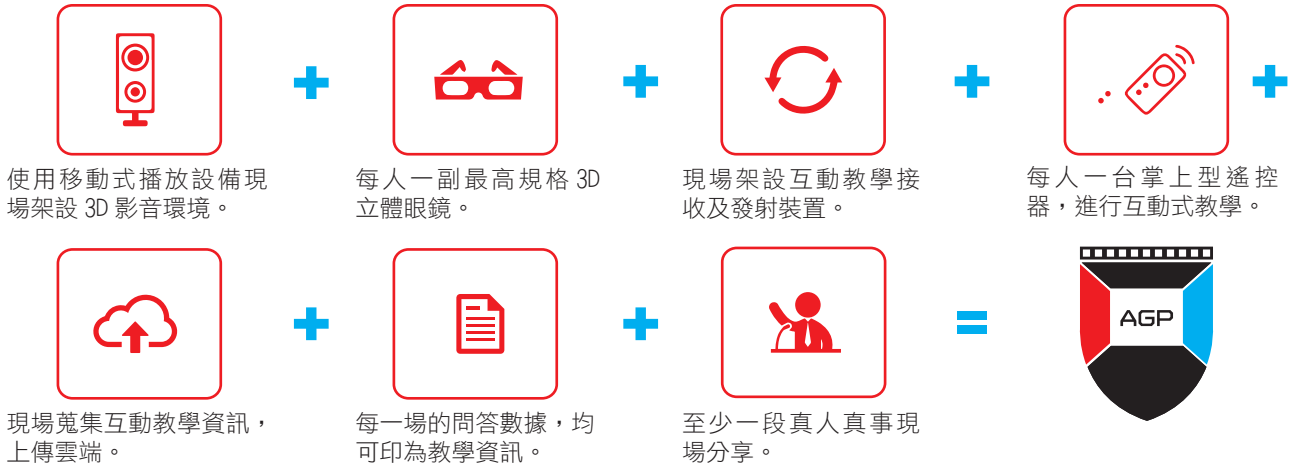 使用移動式播放設備現
場架設 3D 影音環境。
每人一副最高規格 3D
立體眼鏡。
現場架設互動教學接
收及發射裝置。
每人一台掌上型遙控
器，進行互動式教學。
現場蒐集互動教學資訊，
上傳雲端。
每一場的問答數據，均
可印為教學資訊。
至少一段真人真事現
場分享。
AGP